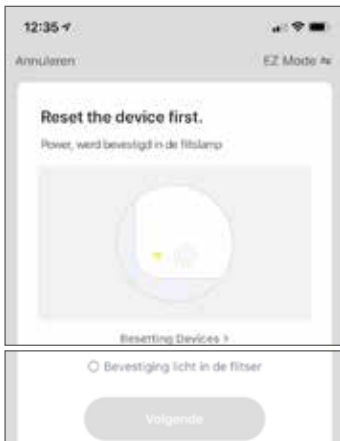 12:35
Annuleren
EZ Mode
Reset the device first.
Power, werd bevestigd in de flitslamp
Resetting Devices >
Bevestiging licht in de flitser
Volgende